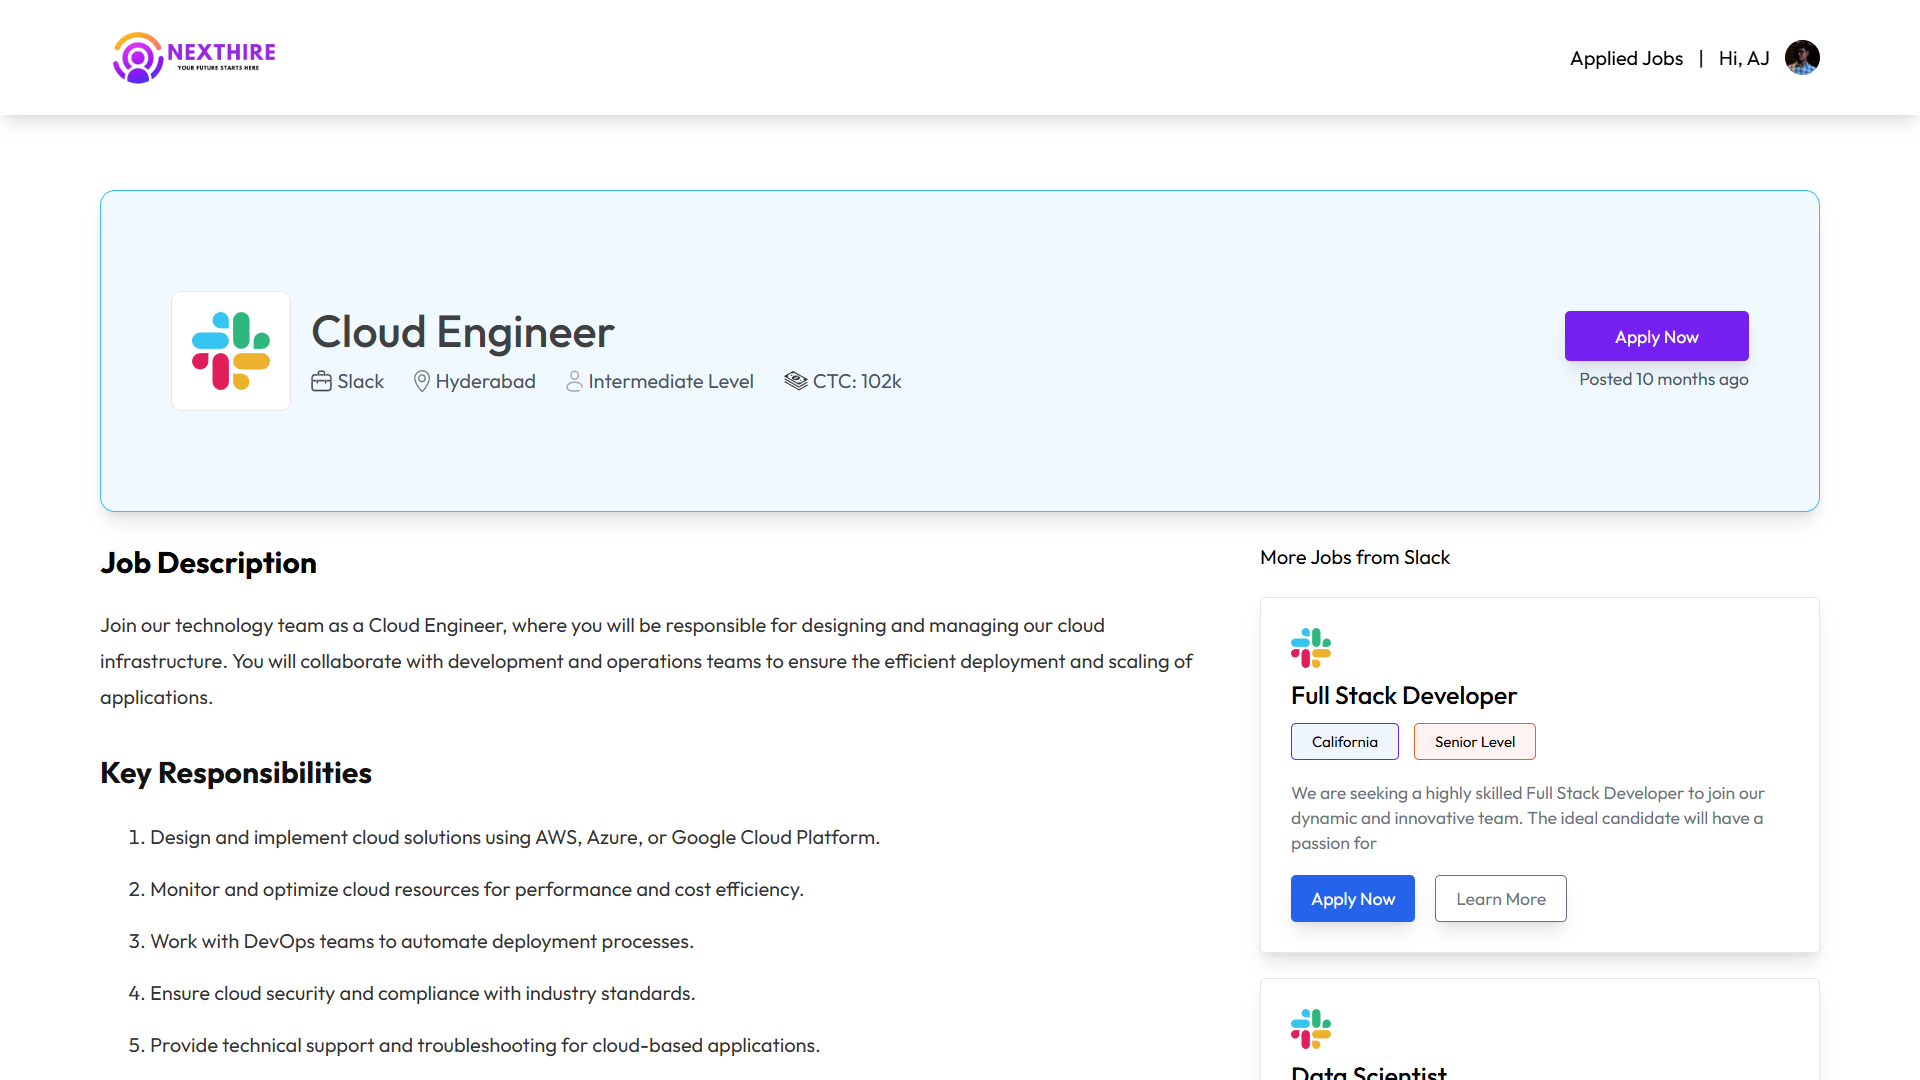 NEXTHIRE
YOUR FUTURE STARTS HERE
Applied Jobs | Hi, AJ
Cloud Engineer
Slack Hyderabad Intermediate Level CTC: 102k
Apply Now
Posted 10 months ago
Job Description
Join our technology team as a Cloud Engineer, where you will be responsible for designing and managing our cloud
infrastructure. You will collaborate with development and operations teams to ensure the efficient deployment and scaling of
applications.
Key Responsibilities
1. Design and implement cloud solutions using AWS, Azure, or Google Cloud Platform.
2. Monitor and optimize cloud resources for performance and cost efficiency.
3. Work with DevOps teams to automate deployment processes.
4. Ensure cloud security and compliance with industry standards.
5. Provide technical support and troubleshooting for cloud-based applications.
More Jobs from Slack
Full Stack Developer
California Senior Level
We are seeking a highly skilled Full Stack Developer to join our
dynamic and innovative team. The ideal candidate will have a
passion for
Apply Now Learn More
Data Scientist